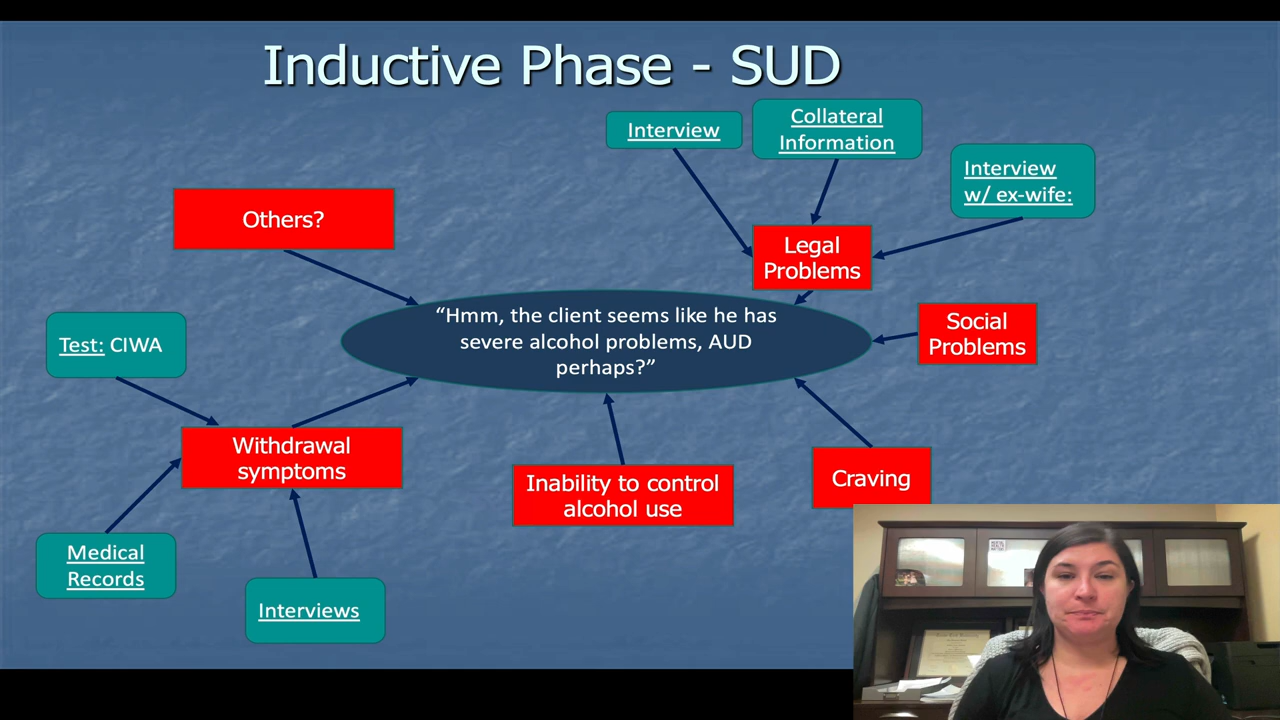 Inductive Phase - SUD
Interview
Collateral
Information
Interview
w/ ex-wife:
Others?
Legal
Problems
“Hmm, the client seems like he has
severe alcohol problems, AUD
perhaps?”
Social
Problems
Test: CIWA
Withdrawal
symptoms
Inability to control
alcohol use
Craving
Medical
Records
Interviews